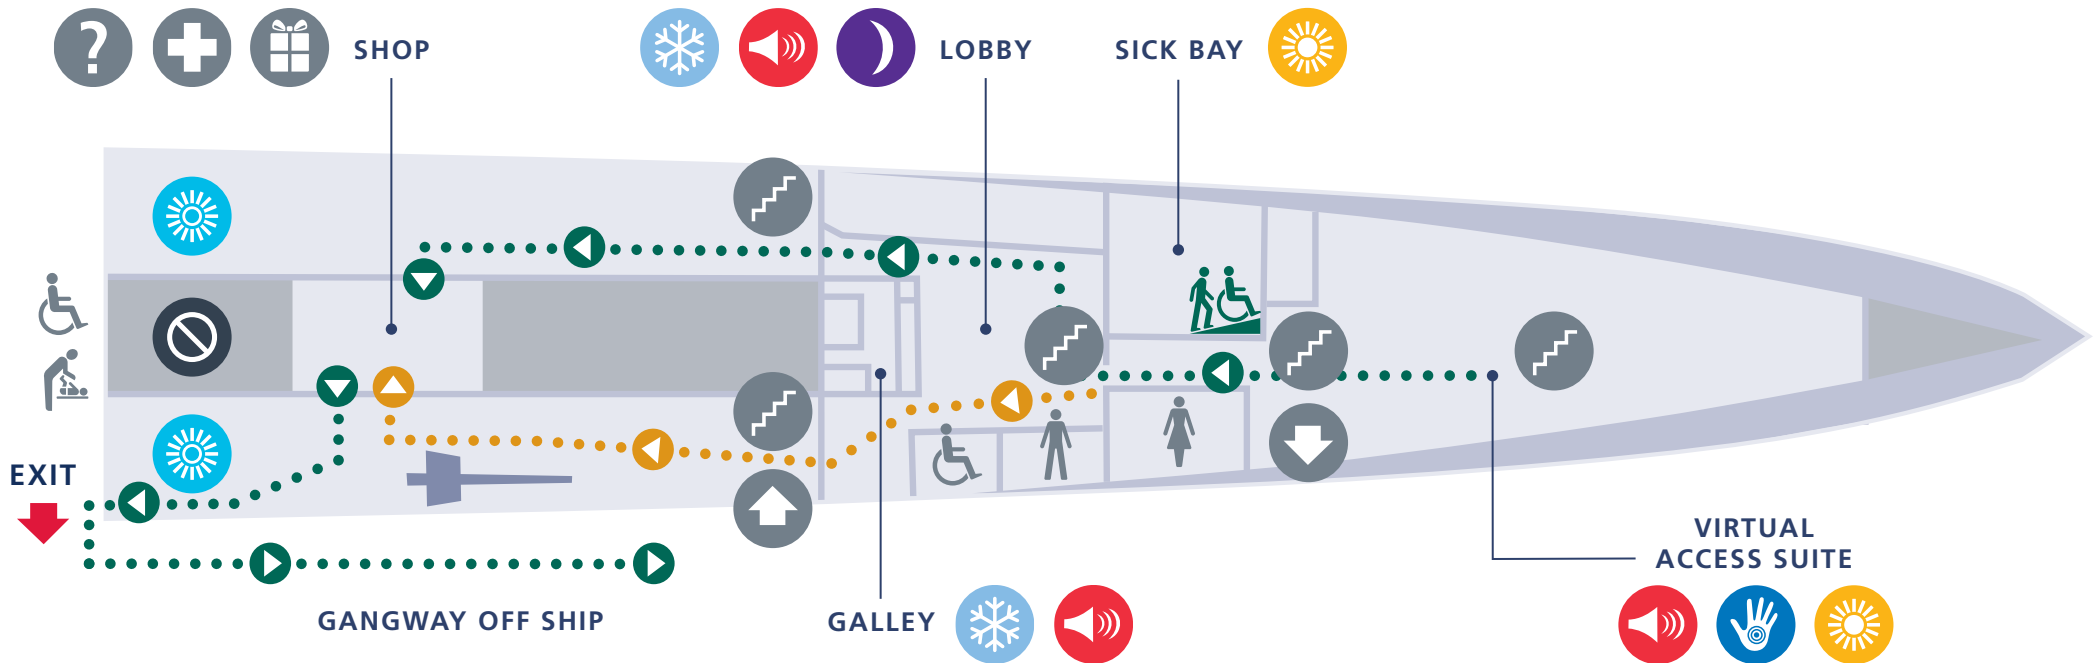 ?
SHOP
LOBBY
SICK BAY
EXIT
GANGWAY OFF SHIP
GALLEY
VIRTUAL
ACCESS SUITE